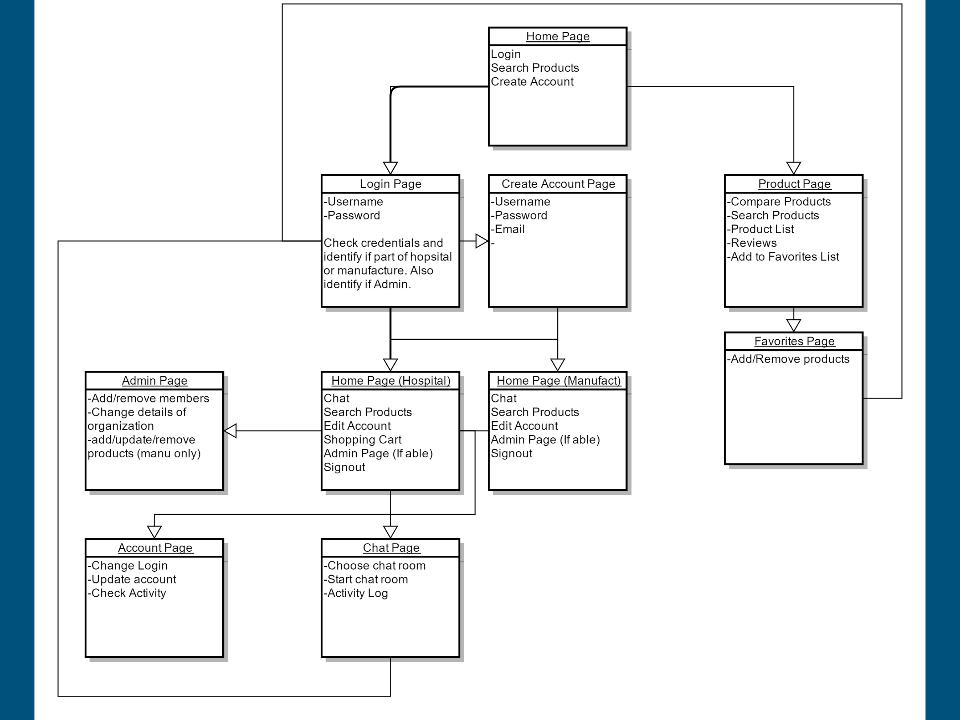 Home Page
Login
Search Products
Create Account
Login Page
-Username
-Password
Check credentials and
identify if part of hopsital
or manufacture. Also
identify if Admin.
Create Account Page
-Username
-Password
-Email
-
Product Page
-Compare Products
-Search Products
-Product List
-Reviews
-Add to Favorites List
Favorites Page
-Add/Remove products
Admin Page
-Add/remove members
-Change details of
organization
-add/update/remove
products (manu only)
Home Page (Hospital)
Chat
Search Products
Edit Account
Shopping Cart
Admin Page (If able)
Signout
Home Page (Manufact)
Chat
Search Products
Edit Account
Admin Page (If able)
Signout
Account Page
-Change Login
-Update account
-Check Activity
Chat Page
-Choose chat room
-Start chat room
-Activity Log